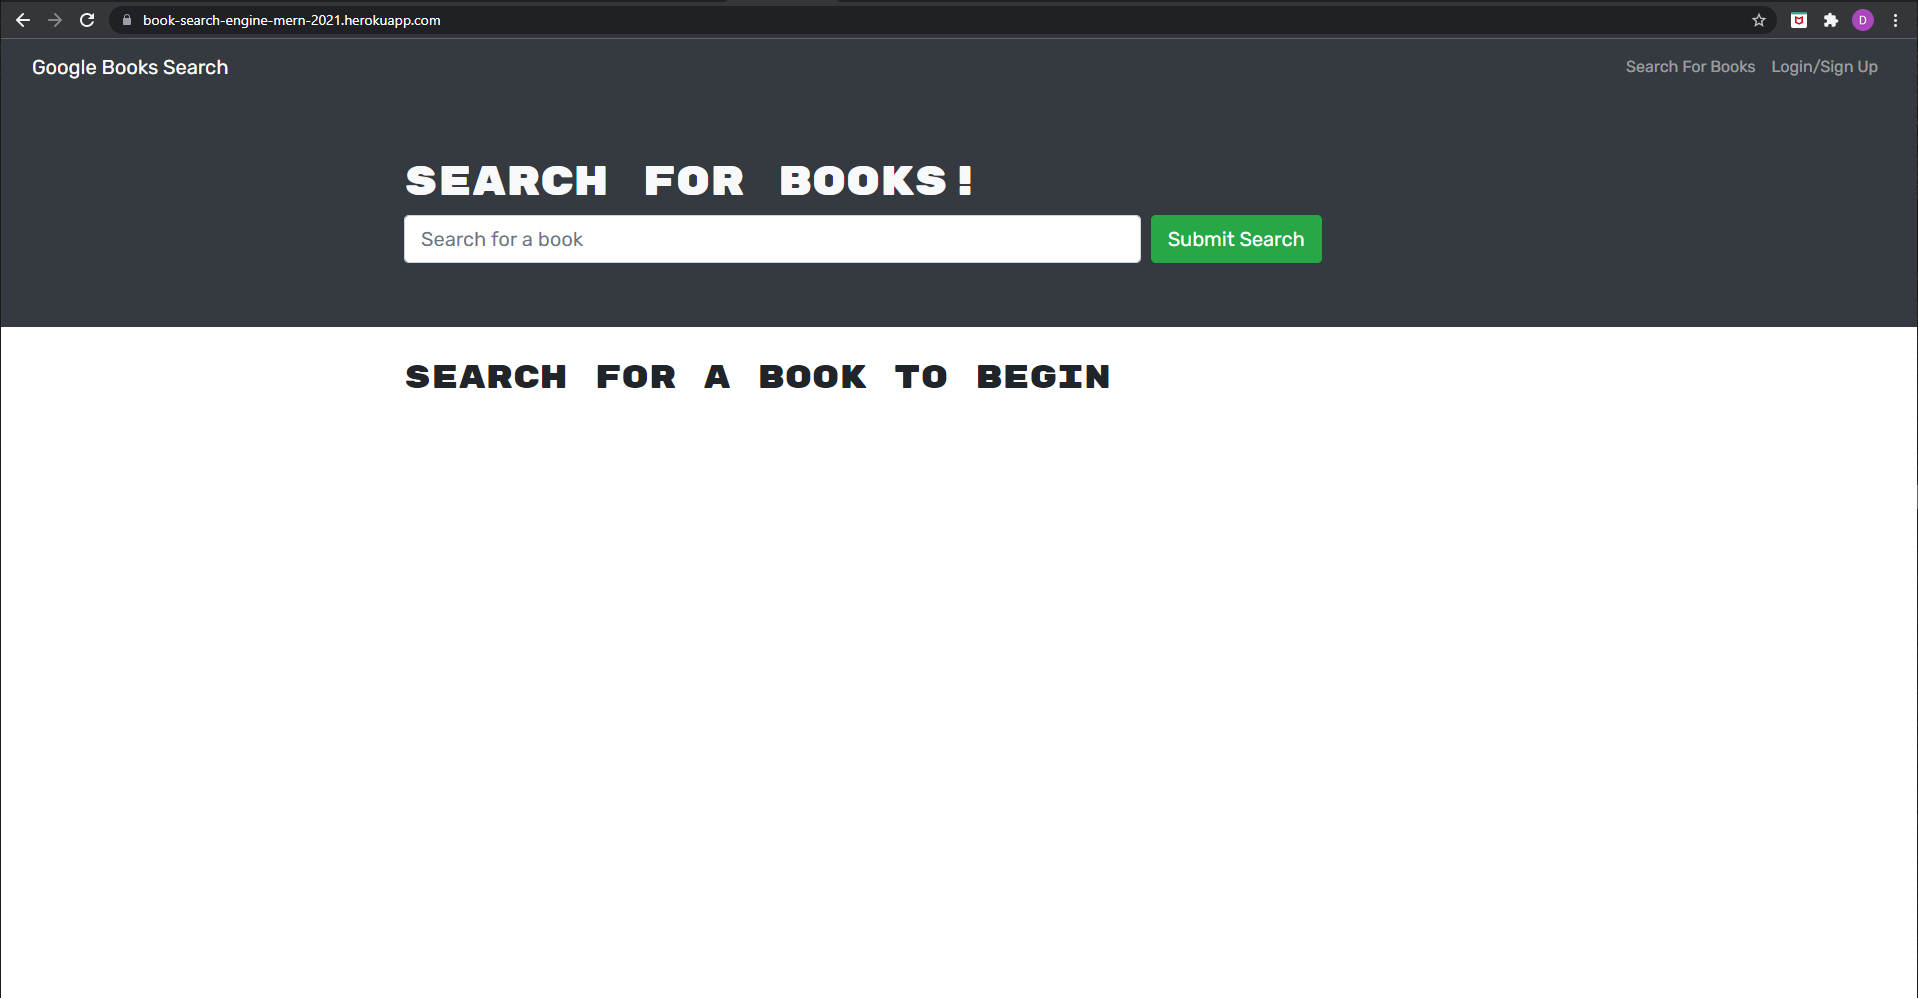 book-search-engine-mern-2021.herokuapp.com
D
Google Books Search
Search For Books
Login/Sign Up
SEARCH FOR BOOKS!
Search for a book
Submit Search
SEARCH FOR A BOOK TO BEGIN